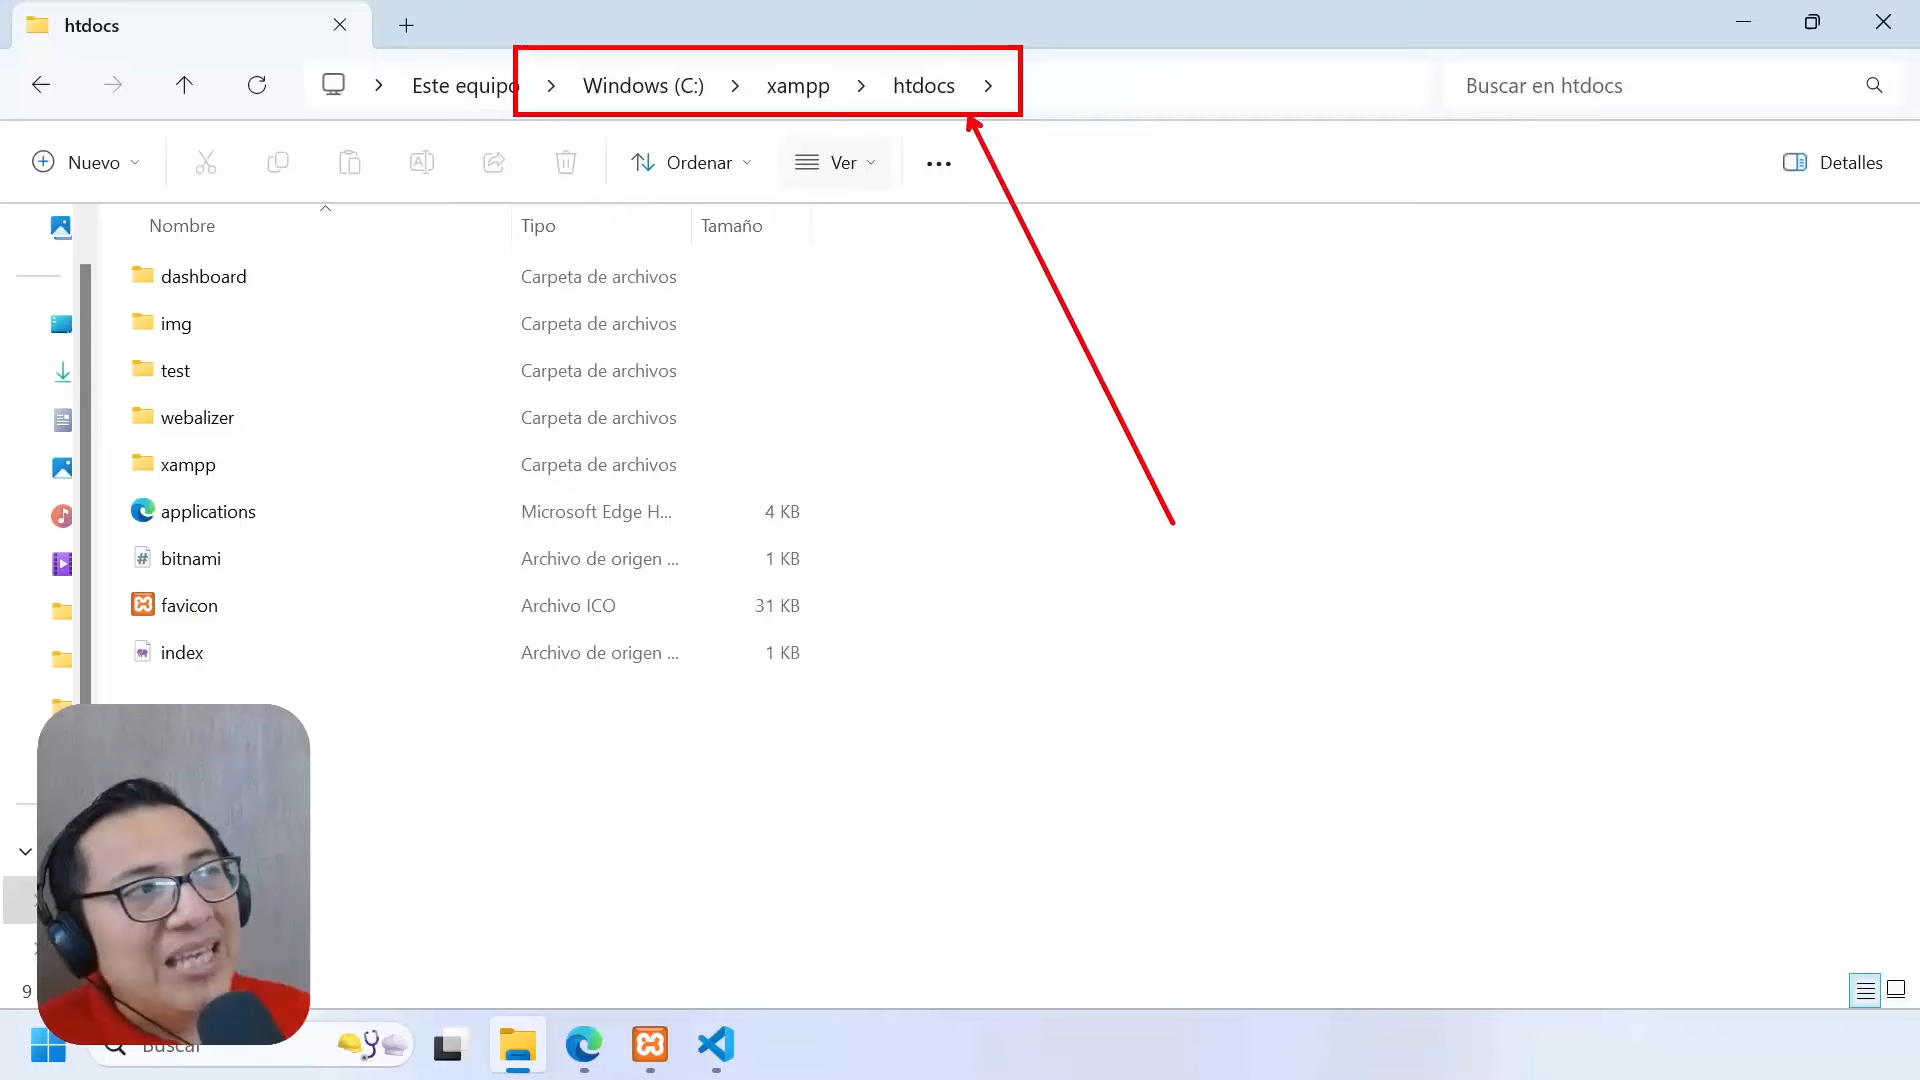 htdocs
Este equipo > Windows (C:) > xampp > htdocs >
Buscar en htdocs
Nuevo
Ordenar
Ver
Detalles
Nombre Tipo Tamaño
dashboard Carpeta de archivos
img Carpeta de archivos
test Carpeta de archivos
webalizer Carpeta de archivos
xampp Carpeta de archivos
applications Microsoft Edge H... 4 KB
bitnami Archivo de origen ... 1 KB
favicon Archivo ICO 31 KB
index Archivo de origen ... 1 KB
9
Buscar